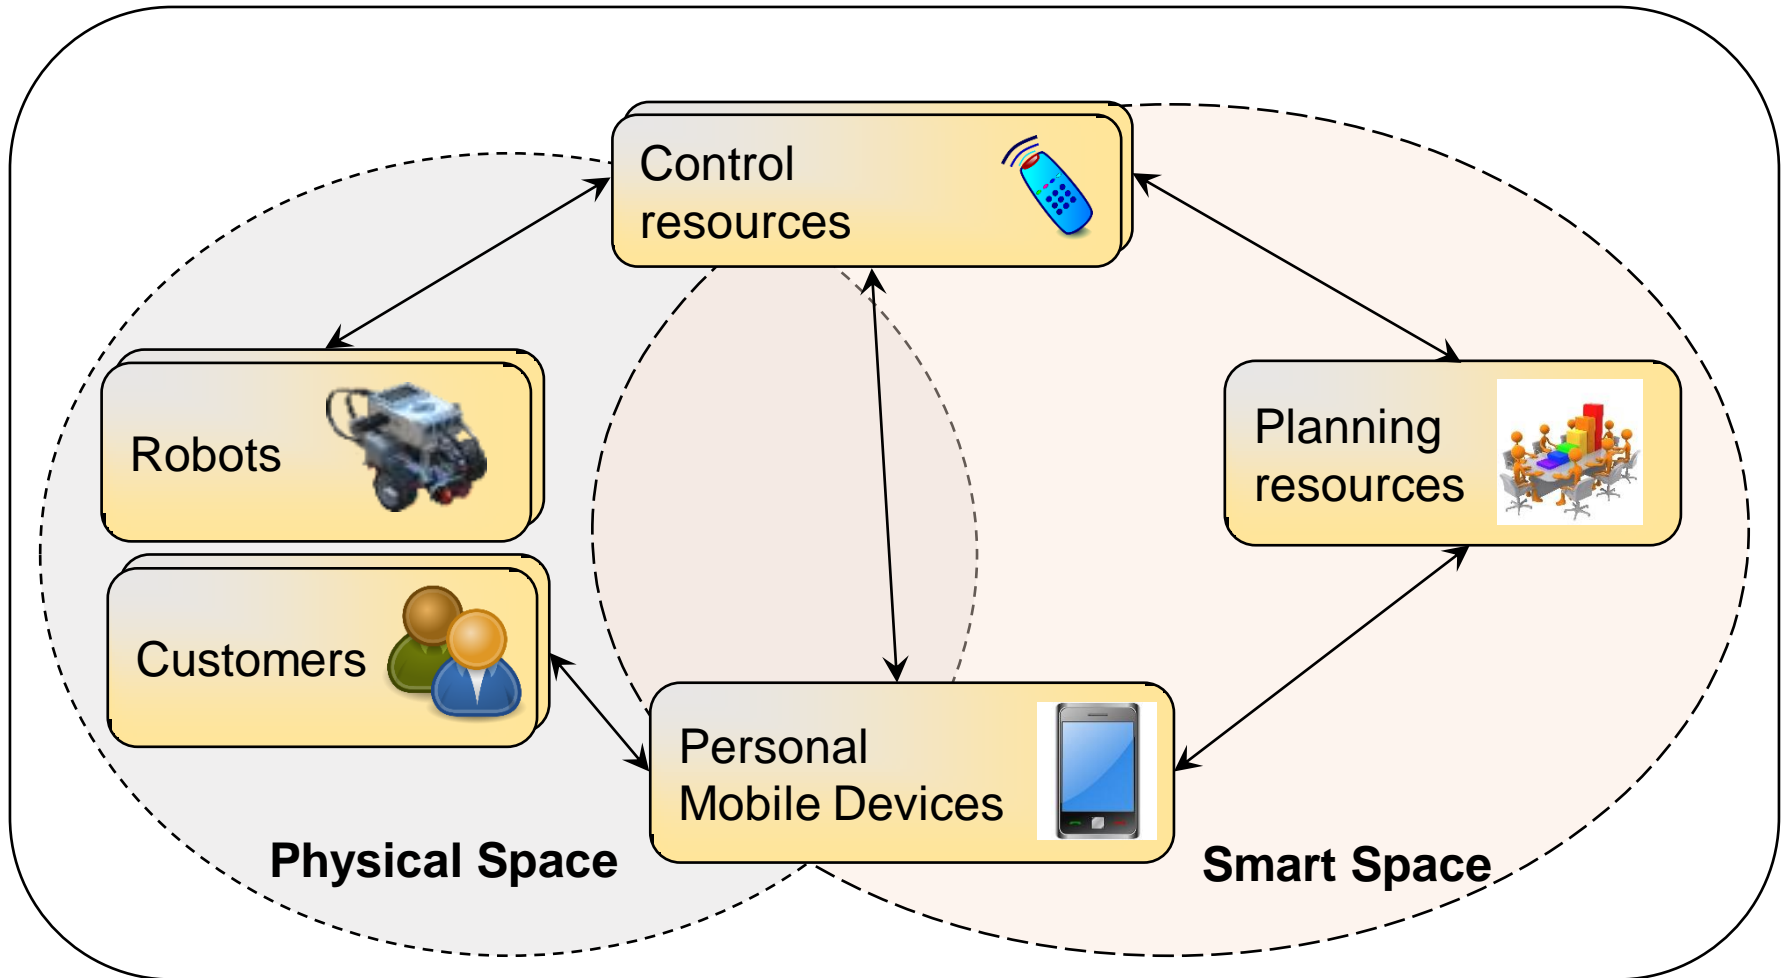 Control
resources
Robots
Planning
resources
Customers
Personal
Mobile Devices
Physical Space
Smart Space